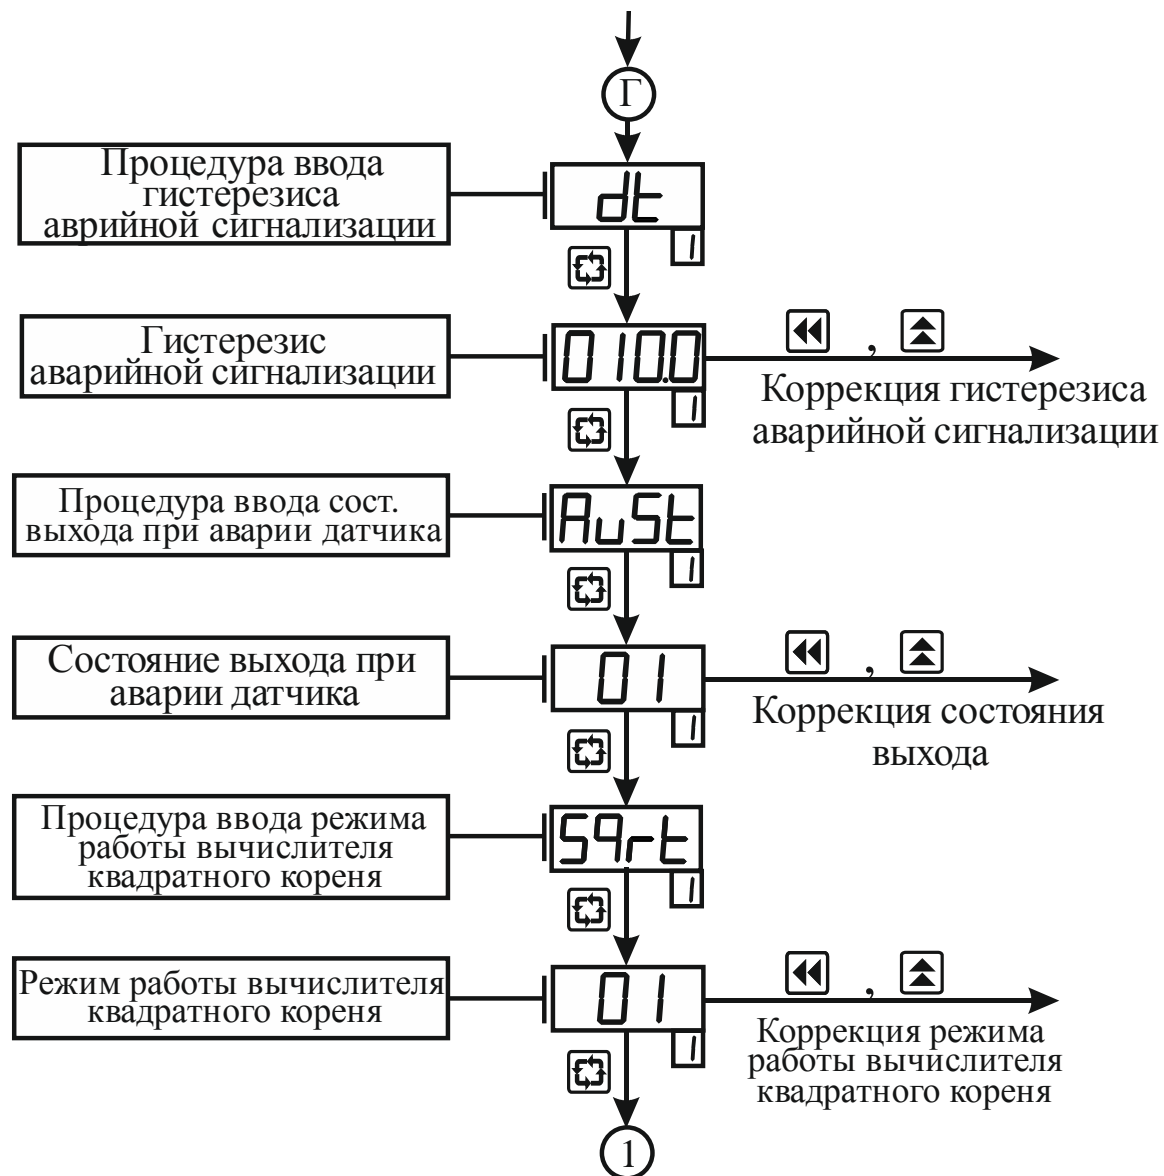 Г
Процедура ввода
гистерезиса
аврийной сигнализации
dt
1
Гистерезис
аварийной сигнализации
010.0
1
,
Коррекция гистерезиса
аварийной сигнализации
Процедура ввода сост.
выхода при аварии датчика
AuSt
1
Состояние выхода при
аварии датчика
01
1
,
Коррекция состояния
выхода
Процедура ввода режима
работы вычислителя
квадратного кореня
Sqrt
1
Режим работы вычислителя
квадратного кореня
01
1
,
Коррекция режима
работы вычислителя
квадратного кореня
1